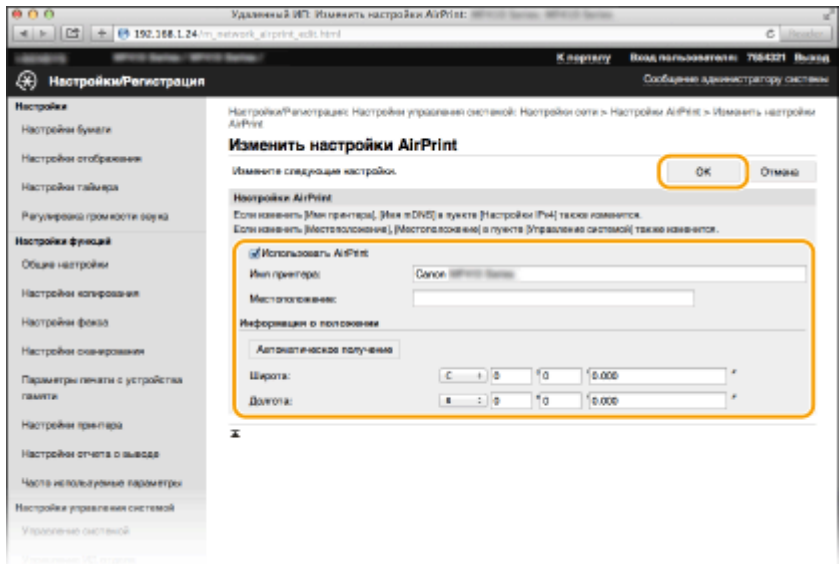 Удаленный ИП: Изменить настройки AirPrint:
192.168.1.24/m_network_airprint_edit.html
Reader
К порталу Вход пользователя: 7654321 Выход
Настройки/Регистрация
Сообщение администратору системы
Настройки
Настройки бумаги
Настройки отображения
Настройки таймера
Регулировка громкости звука
Настройки функций
Общие настройки
Настройки копирования
Настройки факса
Настройки сканирования
Параметры печати с устройства
памяти
Настройки принтера
Настройки отчета о выводе
Часто используемые параметры
Настройки управления системой
Управление системой
Настройки/Регистрация: Настройки управления системой: Настройки сети > Настройки AirPrint > Изменить настройки
AirPrint
Изменить настройки AirPrint
Измените следующие настройки.
OK Отмена
Настройки AirPrint
Если изменить [Имя принтера], [Имя mDNS] в пункте [Настройки IPv4] также изменится.
Если изменить [Местоположение], [Местоположение] в пункте [Управление системой] также изменится.
Использовать AirPrint
Имя принтера: Canon
Местоположение:
Информация о положении
Автоматическое получение
Широта: С 0 ° 0 ' 0.000 "
Долгота: В 0 ° 0 ' 0.000 "